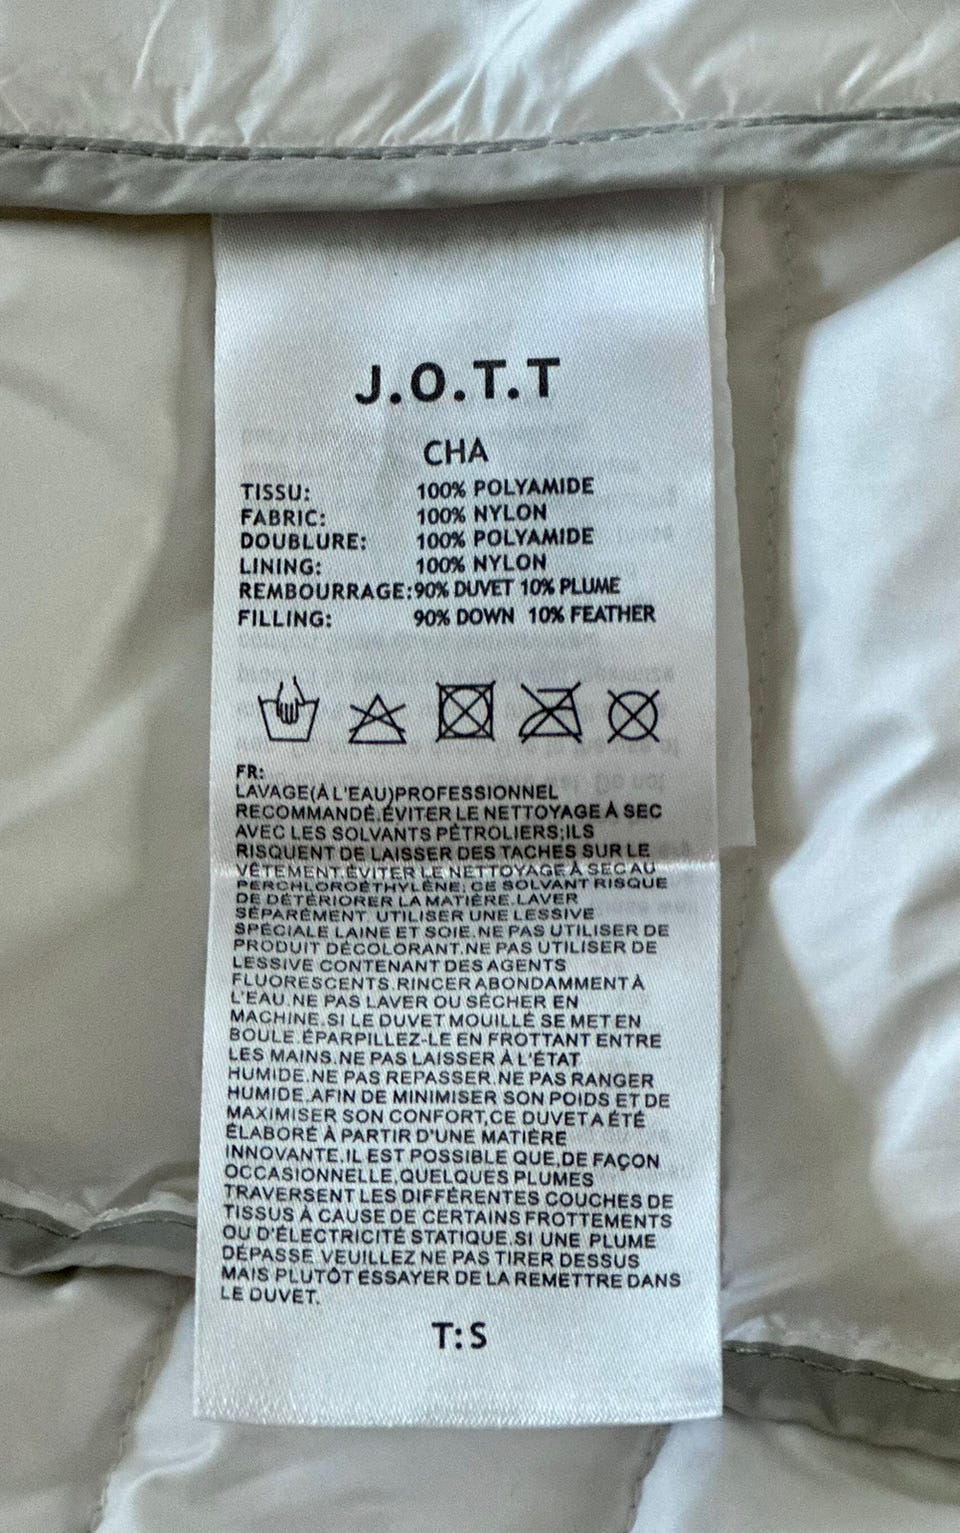 J.O.T.T
CHA
TISSU: 100% POLYAMIDE
FABRIC: 100% NYLON
DOUBLURE: 100% POLYAMIDE
LINING: 100% NYLON
REMBOURRAGE:90% DUVET 10% PLUME
FILLING: 90% DOWN 10% FEATHER
FR:
LAVAGE(À L'EAU)PROFESSIONNEL
RECOMMANDÉ.ÉVITER LE NETTOYAGE À SEC
AVEC LES SOLVANTS PÉTROLIERS;ILS
RISQUENT DE LAISSER DES TACHES SUR LE
VÊTEMENT.ÉVITER LE NETTOYAGE À SEC AU
PERCHLOROÉTHYLÈNE; CE SOLVANT RISQUE
DE DÉTÉRIORER LA MATIÈRE.LAVER
SÉPARÉMENT. UTILISER UNE LESSIVE
SPÉCIALE LAINE ET SOIE.NE PAS UTILISER DE
PRODUIT DÉCOLORANT.NE PAS UTILISER DE
LESSIVE CONTENANT DES AGENTS
FLUORESCENTS.RINCER ABONDAMMENT À
L'EAU.NE PAS LAVER OU SÉCHER EN
MACHINE.SI LE DUVET MOUILLÉ SE MET EN
BOULE.ÉPARPILLEZ-LE EN FROTTANT ENTRE
LES MAINS.NE PAS LAISSER À L'ÉTAT
HUMIDE.NE PAS REPASSER.NE PAS RANGER
HUMIDE.AFIN DE MINIMISER SON POIDS ET DE
MAXIMISER SON CONFORT,CE DUVET A ÉTÉ
ÉLABORÉ À PARTIR D'UNE MATIÈRE
INNOVANTE.IL EST POSSIBLE QUE,DE FAÇON
OCCASIONNELLE,QUELQUES PLUMES
TRAVERSENT LES DIFFÉRENTES COUCHES DE
TISSUS À CAUSE DE CERTAINS FROTTEMENTS
OU D'ÉLECTRICITÉ STATIQUE.SI UNE PLUME
DÉPASSE.VEUILLEZ NE PAS TIRER DESSUS
MAIS PLUTÔT ESSAYER DE LA REMETTRE DANS
LE DUVET.
T: S